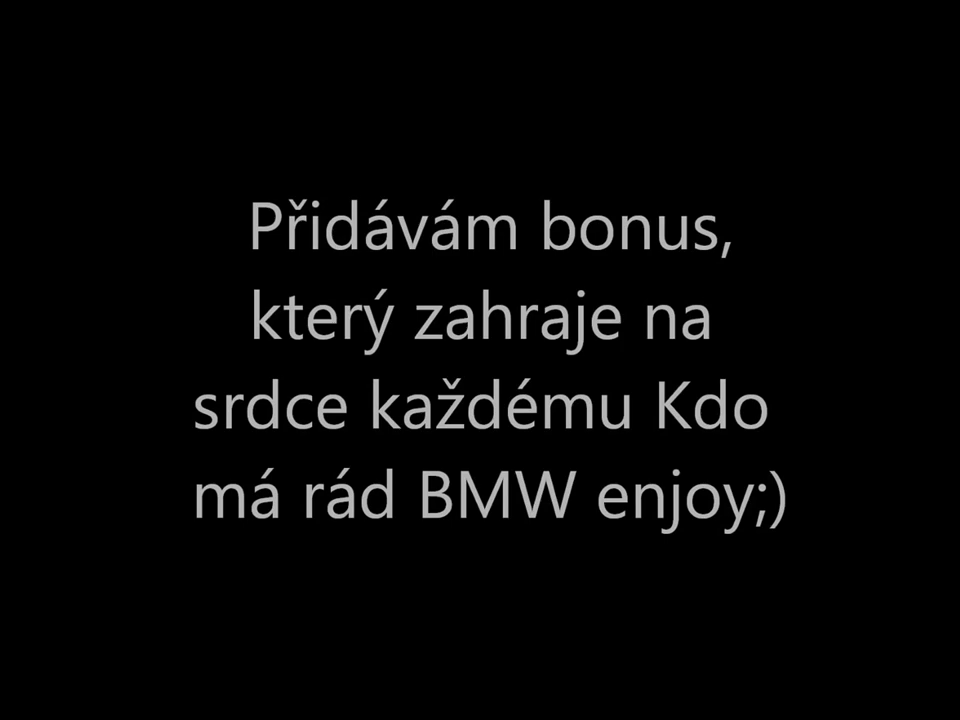 Přidávám bonus,
který zahraje na
srdce každému Kdo
má rád BMW enjoy;)